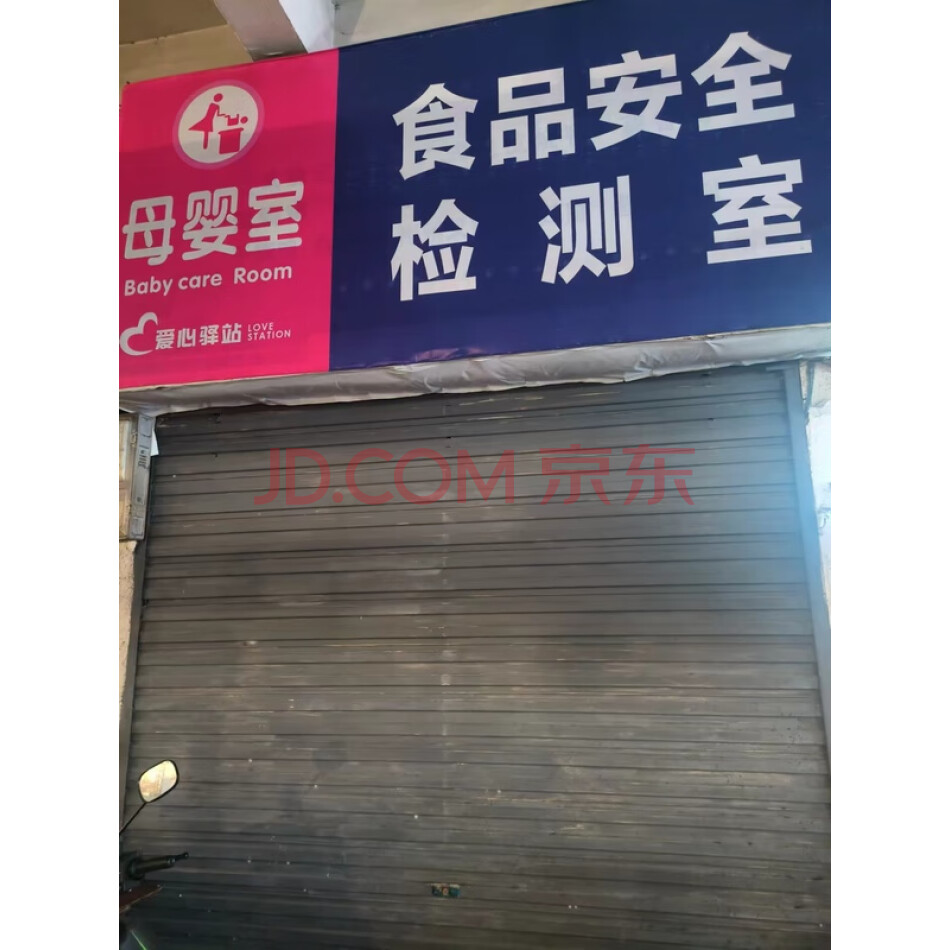 母婴室
Baby care Room
爱心驿站 LOVE STATION
食品安全
检测室
JD.COM 京东